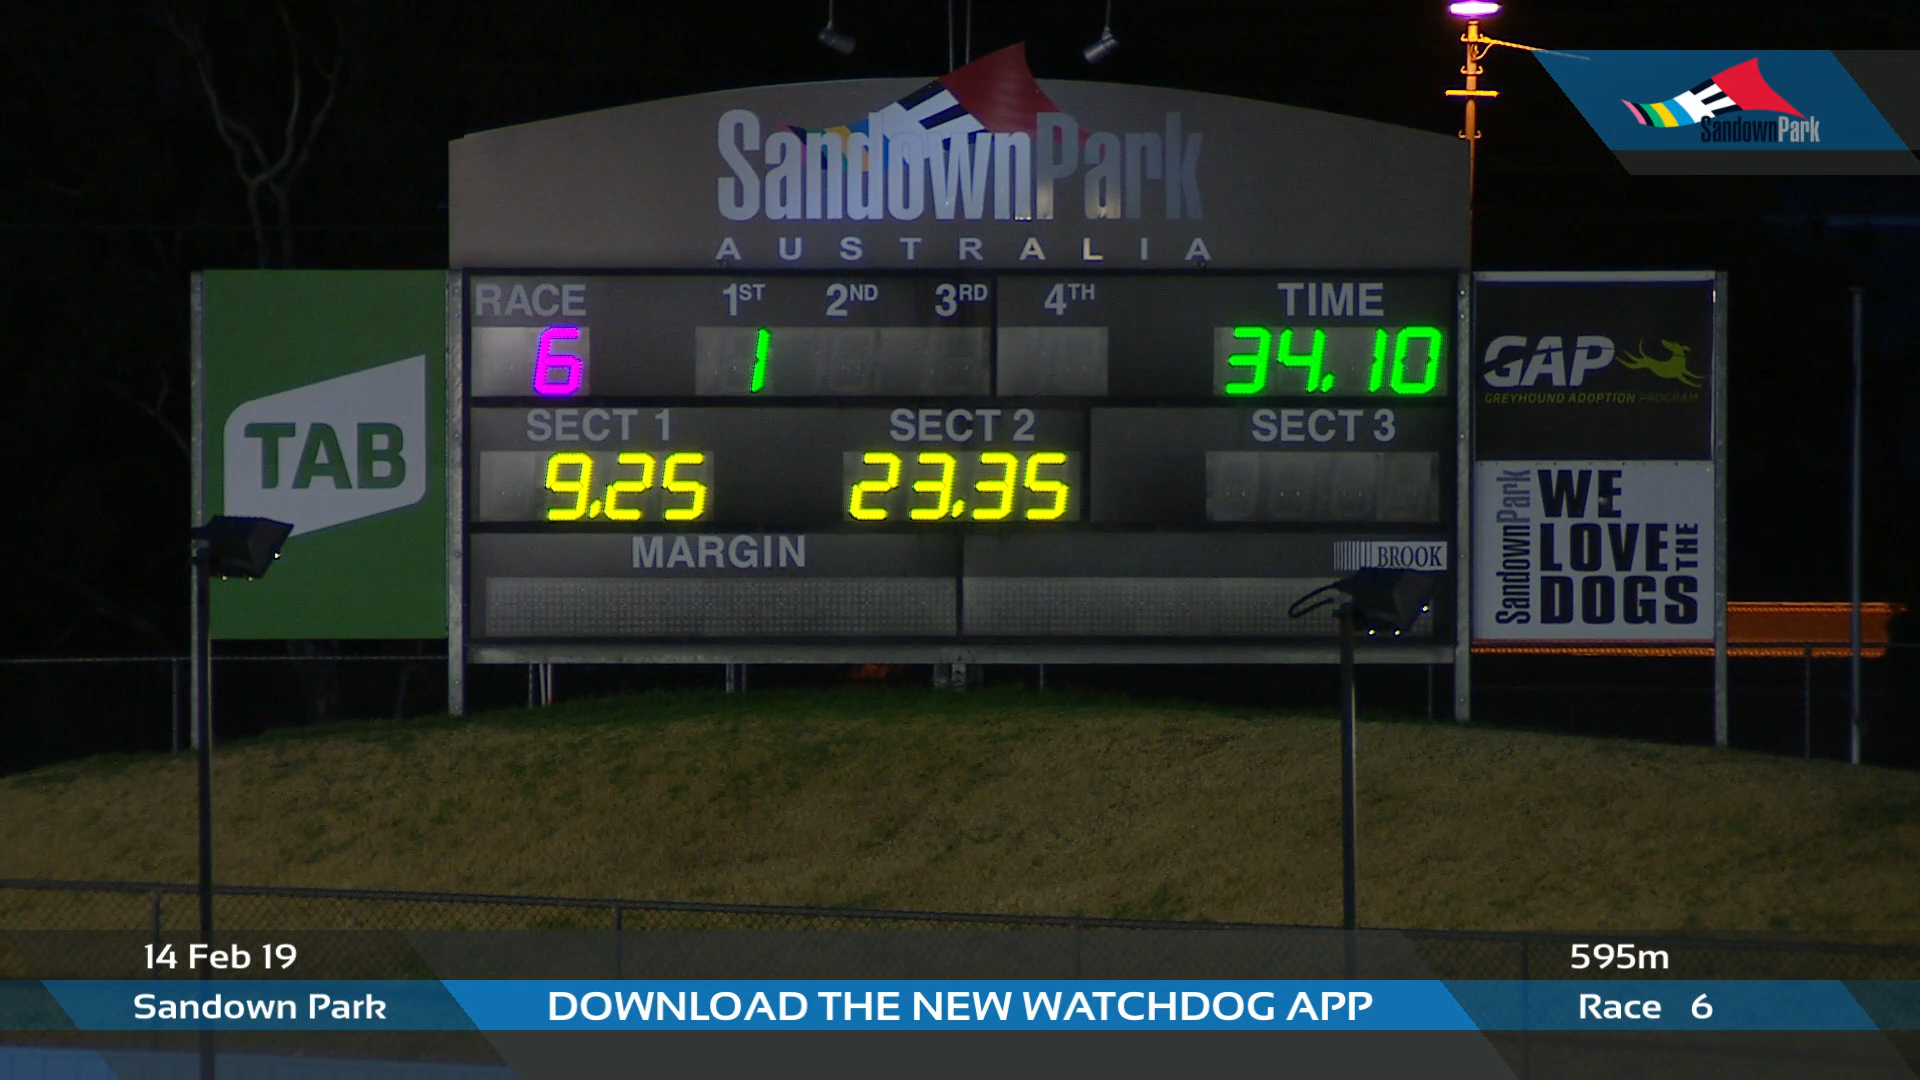 SandownPark
SandownPark
AUSTRALIA
RACE 1ST 2ND 3RD 4TH TIME
6 1 34.10
SECT 1 SECT 2 SECT 3
9.25 23.35
MARGIN
BROOK
TAB
GAP
GREYHOUND ADOPTION PROGRAM
SandownPark
WE
LOVE THE
DOGS
14 Feb 19
Sandown Park
DOWNLOAD THE NEW WATCHDOG APP
595m
Race 6